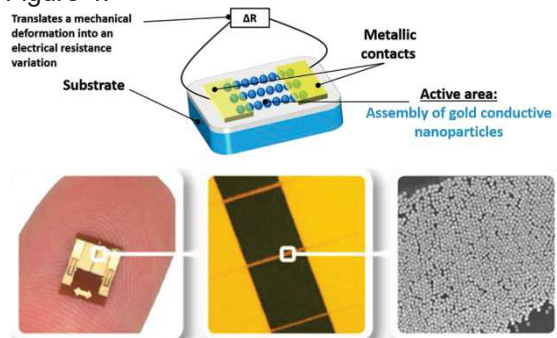 Translates a mechanical
deformation into an
electrical resistance
variation
ΔR
Metallic
contacts
Substrate
Active area:
Assembly of gold conductive
nanoparticles